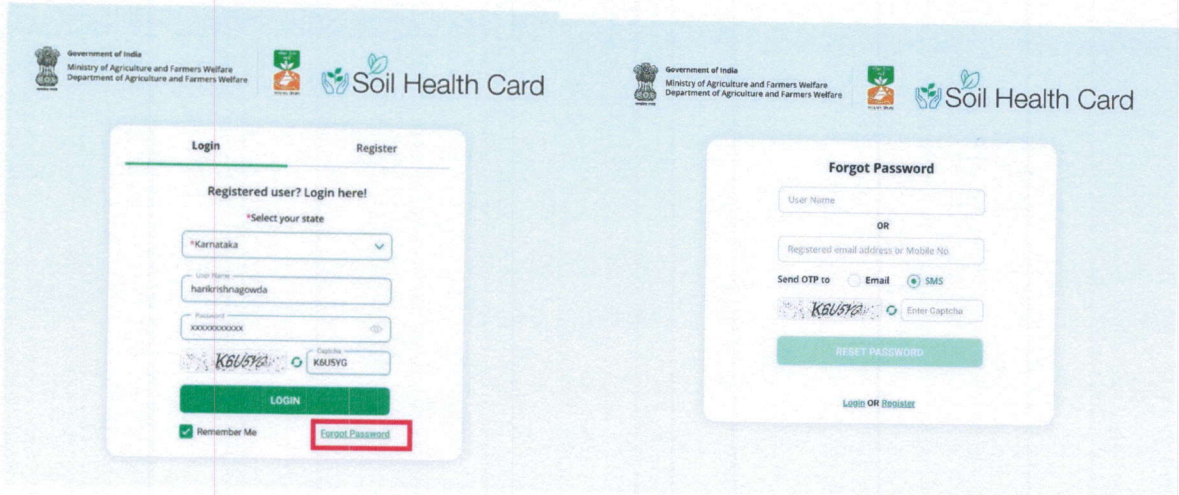 Government of India
Ministry of Agriculture and Farmers Welfare
Department of Agriculture and Farmers Welfare
Soil Health Card
Login
Register
Registered user? Login here!
*Select your state
*Karnataka
User Name
harikrishnagowda
Password
xxxxxxxxxxx
K6U5YG
Captcha
K6U5YG
LOGIN
Remember Me
Forgot Password
Government of India
Ministry of Agriculture and Farmers Welfare
Department of Agriculture and Farmers Welfare
Soil Health Card
Forgot Password
User Name
OR
Registered email address or Mobile No
Send OTP to Email SMS
K6U5YG
Enter Captcha
RESET PASSWORD
Login OR Register